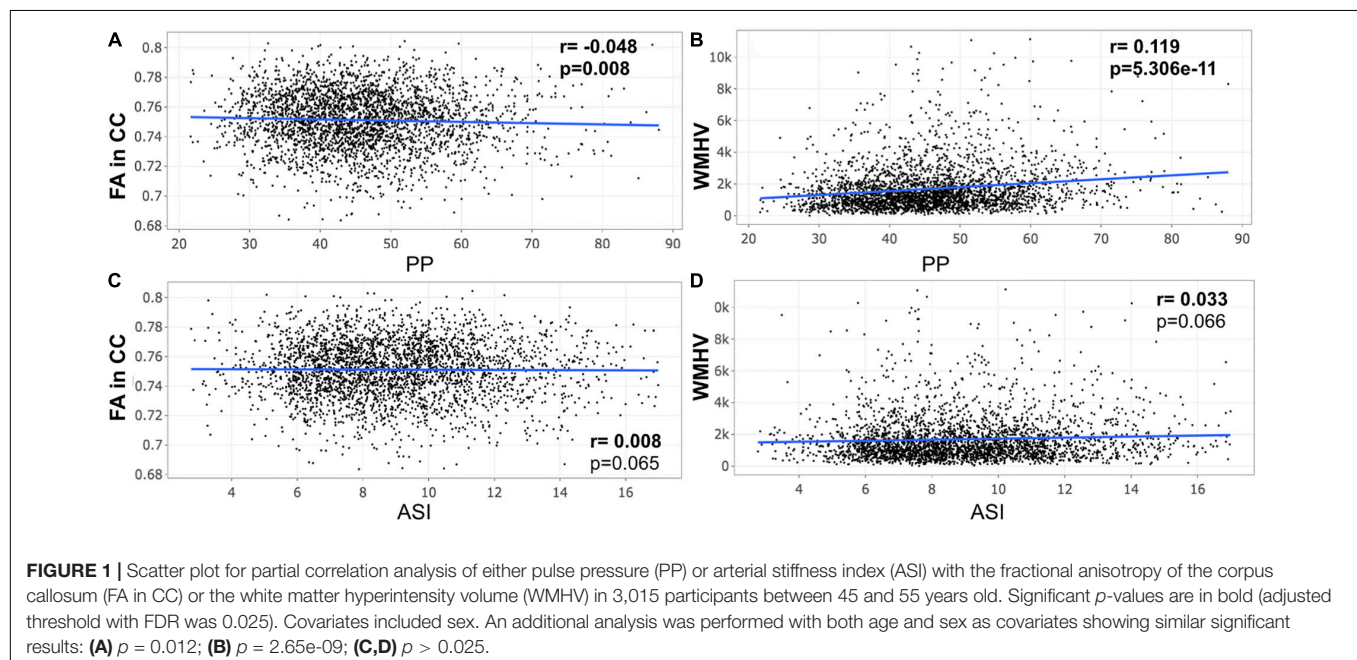 A
r= -0.048
p=0.008
FA in CC
0.8
0.78
0.76
0.74
0.72
0.7
0.68
20 30 40 50 60 70 80 90
PP
B
r= 0.119
p=5.306e-11
WMHV
10k
8k
6k
4k
2k
0
20 30 40 50 60 70 80 90
PP
C
FA in CC
0.8
0.78
0.76
0.74
0.72
0.7
0.68
r= 0.008
p=0.065
4 6 8 10 12 14 16
ASI
D
r= 0.033
p=0.066
WMHV
0k
8k
6k
4k
2k
0
4 6 8 10 12 14 16
ASI
FIGURE 1 | Scatter plot for partial correlation analysis of either pulse pressure (PP) or arterial stiffness index (ASI) with the fractional anisotropy of the corpus
callosum (FA in CC) or the white matter hyperintensity volume (WMHV) in 3,015 participants between 45 and 55 years old. Significant p-values are in bold (adjusted
threshold with FDR was 0.025). Covariates included sex. An additional analysis was performed with both age and sex as covariates showing similar significant
results: (A) p = 0.012; (B) p = 2.65e-09; (C,D) p > 0.025.